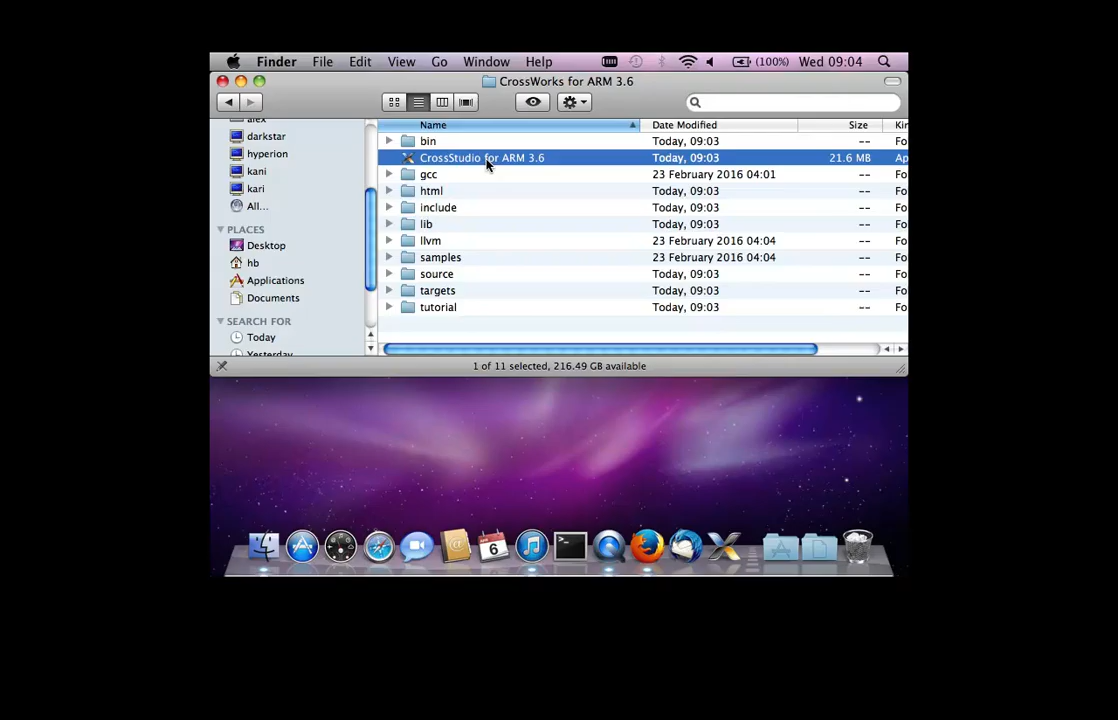 Finder File Edit View Go Window Help (100%) Wed 09:04
CrossWorks for ARM 3.6
Name Date Modified Size Kin
bin Today, 09:03 -- Fo
CrossStudio for ARM 3.6 Today, 09:03 21.6 MB Ap
gcc 23 February 2016 04:01 -- Fo
html Today, 09:03 -- Fo
include Today, 09:03 -- Fo
lib Today, 09:03 -- Fo
llvm 23 February 2016 04:04 -- Fo
samples 23 February 2016 04:04 -- Fo
source Today, 09:03 -- Fo
targets Today, 09:03 -- Fo
tutorial Today, 09:03 -- Fo
alex
darkstar
hyperion
kani
kari
All...
PLACES
Desktop
hb
Applications
Documents
SEARCH FOR
Today
Yesterday
1 of 11 selected, 216.49 GB available
6